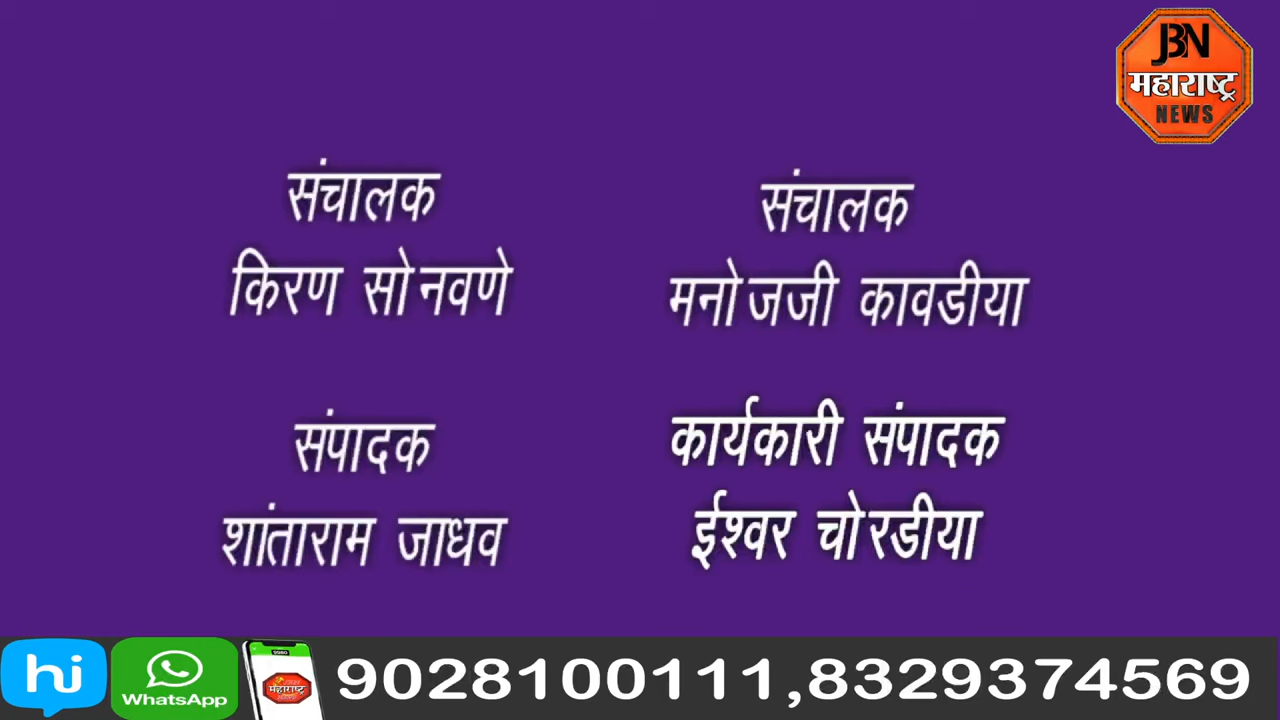 JBN
महाराष्ट्र
NEWS
संचालक
किरण सोनवणे
संचालक
मनोजजी कावडीया
संपादक
शांताराम जाधव
कार्यकारी संपादक
ईश्वर चोरडीया
hi
WhatsApp
महाराष्ट्र
9028100111,8329374569